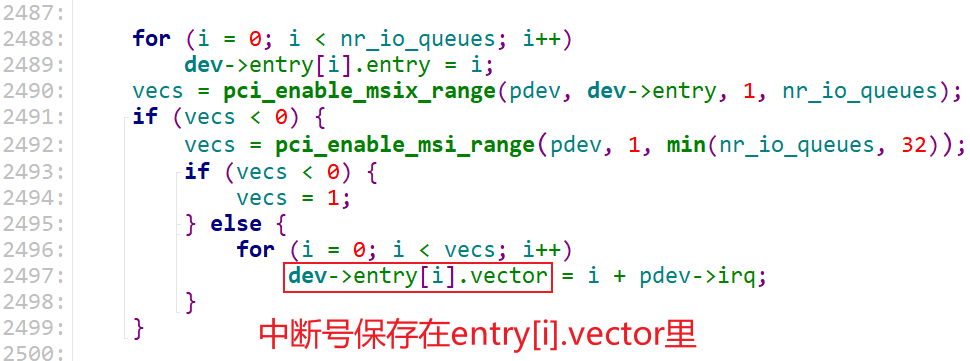 2487:
2488: for (i = 0; i < nr_io_queues; i++)
2489: dev->entry[i].entry = i;
2490: vecs = pci_enable_msix_range(pdev, dev->entry, 1, nr_io_queues);
2491: if (vecs < 0) {
2492: vecs = pci_enable_msi_range(pdev, 1, min(nr_io_queues, 32));
2493: if (vecs < 0) {
2494: vecs = 1;
2495: } else {
2496: for (i = 0; i < vecs; i++)
2497: dev->entry[i].vector = i + pdev->irq;
2498: }
2499: }
中断号保存在entry[i].vector里
2500: